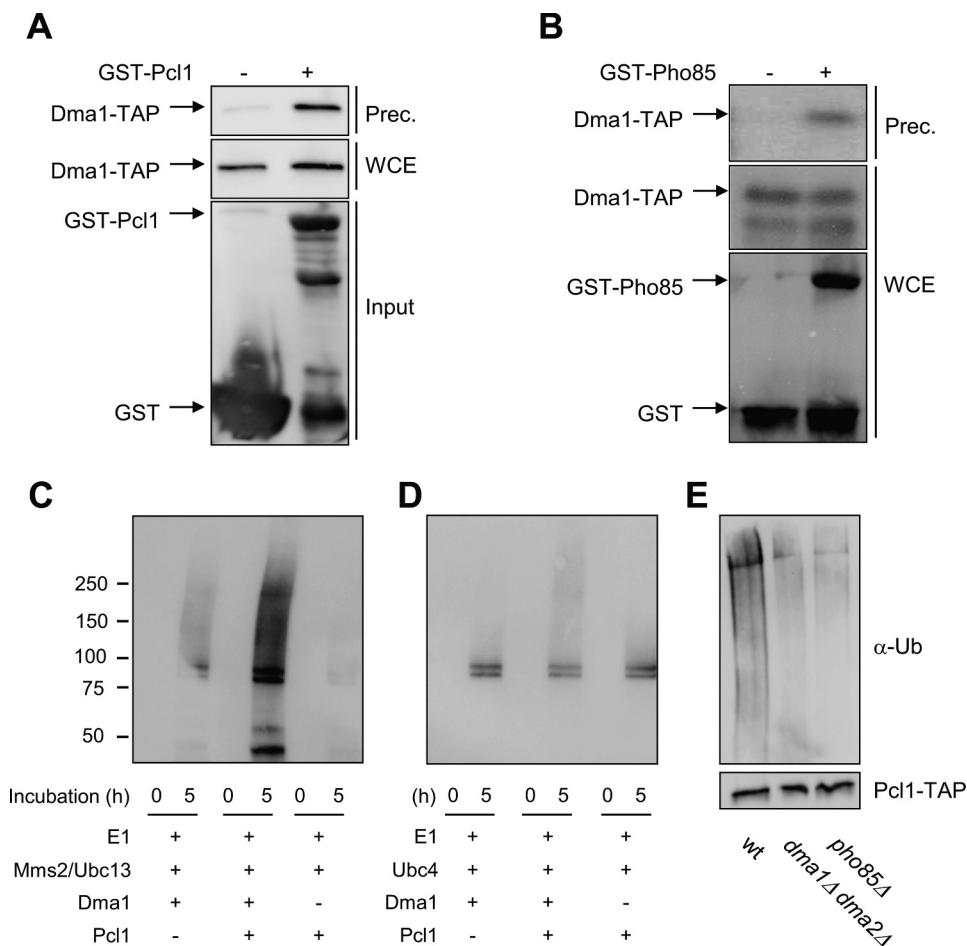 A
GST-Pcl1 - +
Dma1-TAP Prec.
Dma1-TAP WCE
GST-Pcl1
Input
GST
B
GST-Pho85 - +
Dma1-TAP Prec.
Dma1-TAP
GST-Pho85 WCE
GST
C
250
150
100
75
50
Incubation (h) 0 5 0 5 0 5
E1 + + +
Mms2/Ubc13 + + +
Dma1 + + -
Pcl1 - + +
D
(h) 0 5 0 5 0 5
E1 + + +
Ubc4 + + +
Dma1 + + -
Pcl1 - + +
E
α-Ub
Pcl1-TAP
wt
dma1Δdma2Δ
pho85Δ